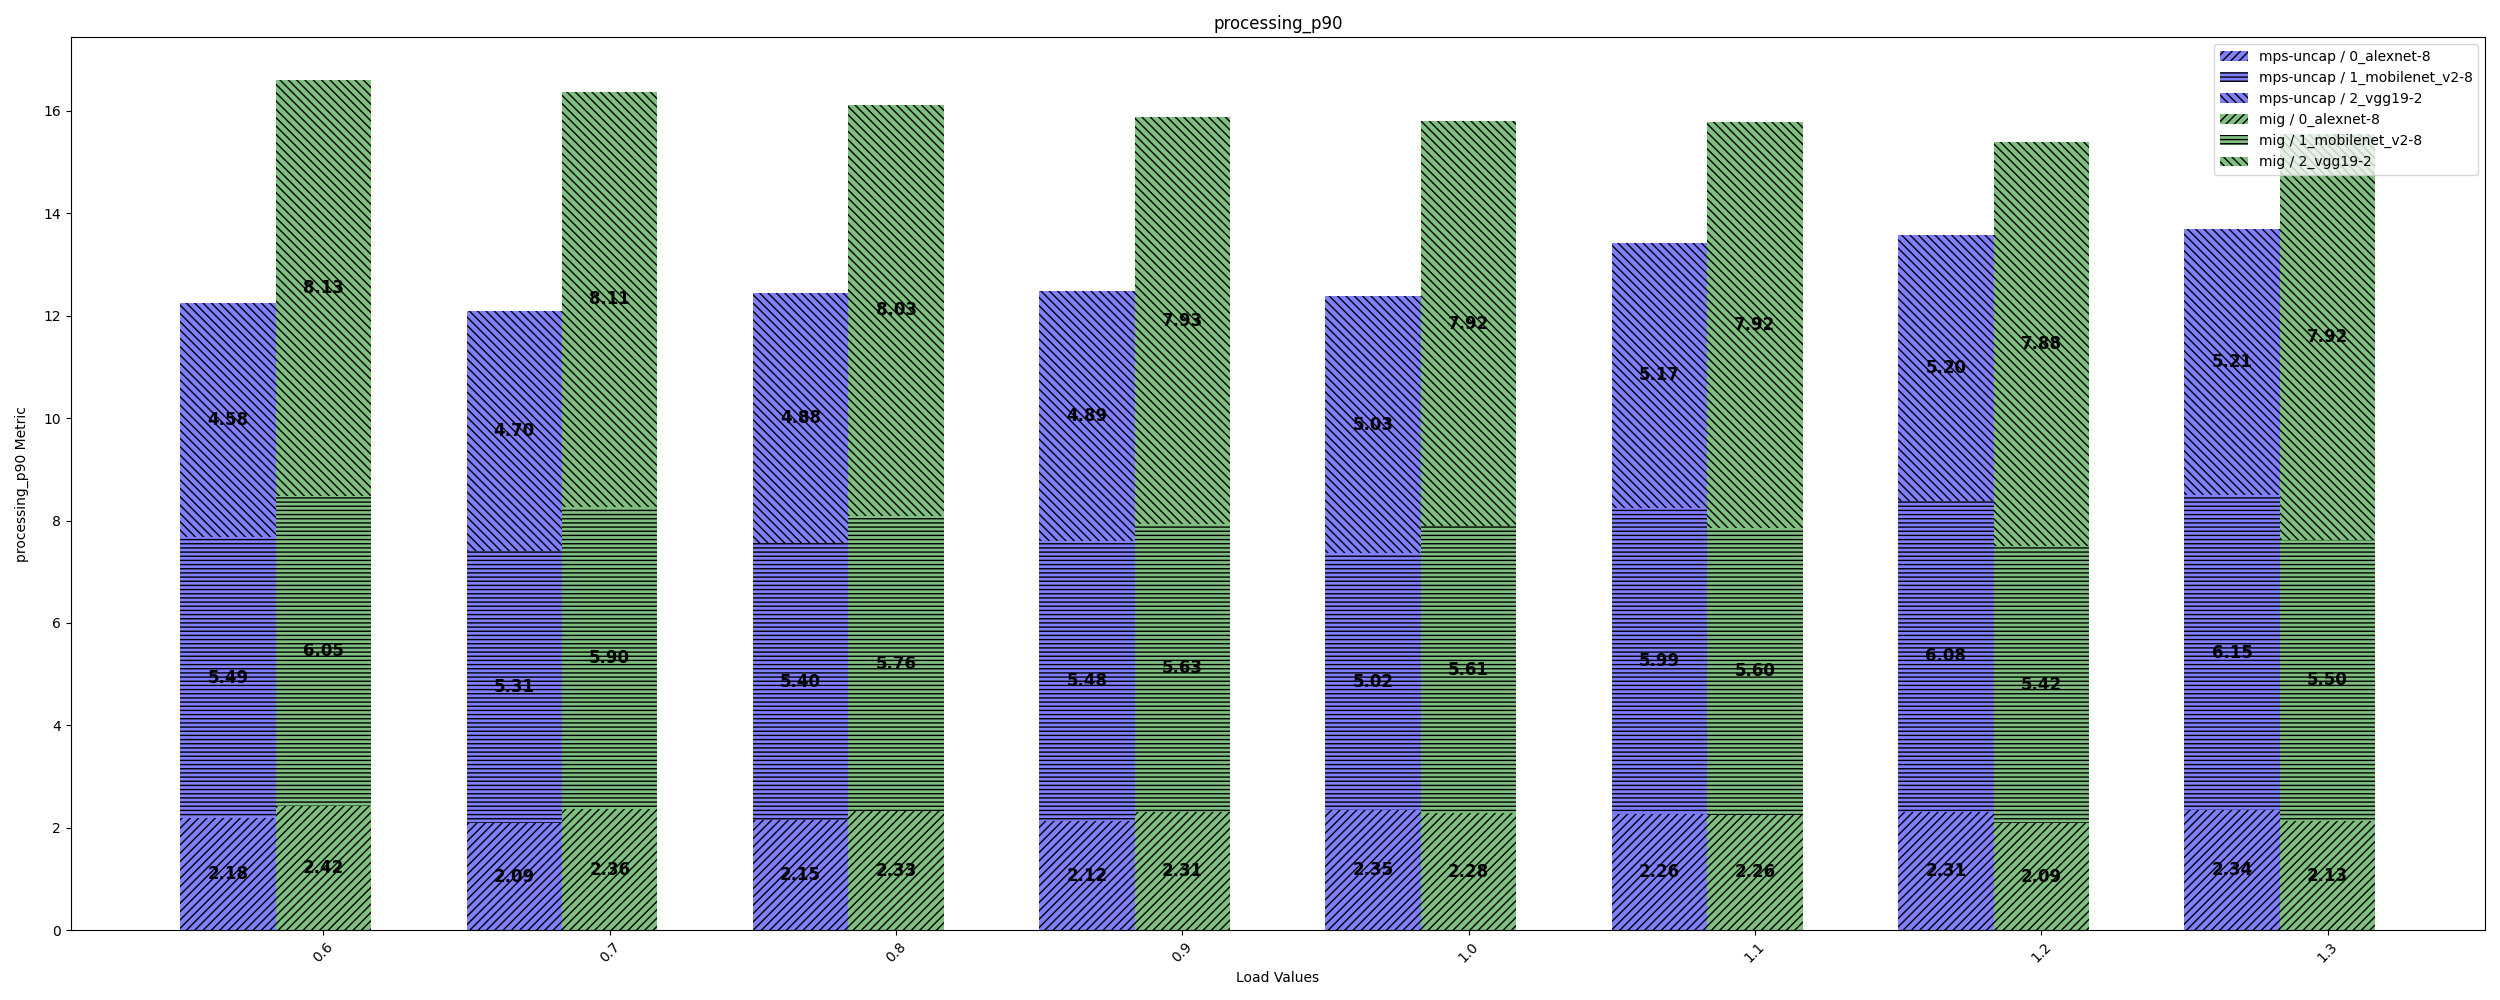 processing_p90
mps-uncap / 0_alexnet-8
mps-uncap / 1_mobilenet_v2-8
mps-uncap / 2_vgg19-2
mig / 0_alexnet-8
mig / 1_mobilenet_v2-8
mig / 2_vgg19-2
processing_p90 Metric
16
14
12
10
8
6
4
2
0
4.58 8.13 4.70 8.11 4.88 8.03 4.89 7.93 5.03 7.92 5.17 7.92 5.20 7.88 5.21 7.92
5.49 6.05 5.31 5.90 5.40 5.76 5.48 5.63 5.02 5.61 5.99 5.60 6.08 5.42 6.15 5.50
2.18 2.42 2.09 2.36 2.15 2.33 2.12 2.31 2.35 2.28 2.26 2.26 2.31 2.09 2.34 2.13
0.6 0.7 0.8 0.9 1.0 1.1 1.2 1.3
Load Values